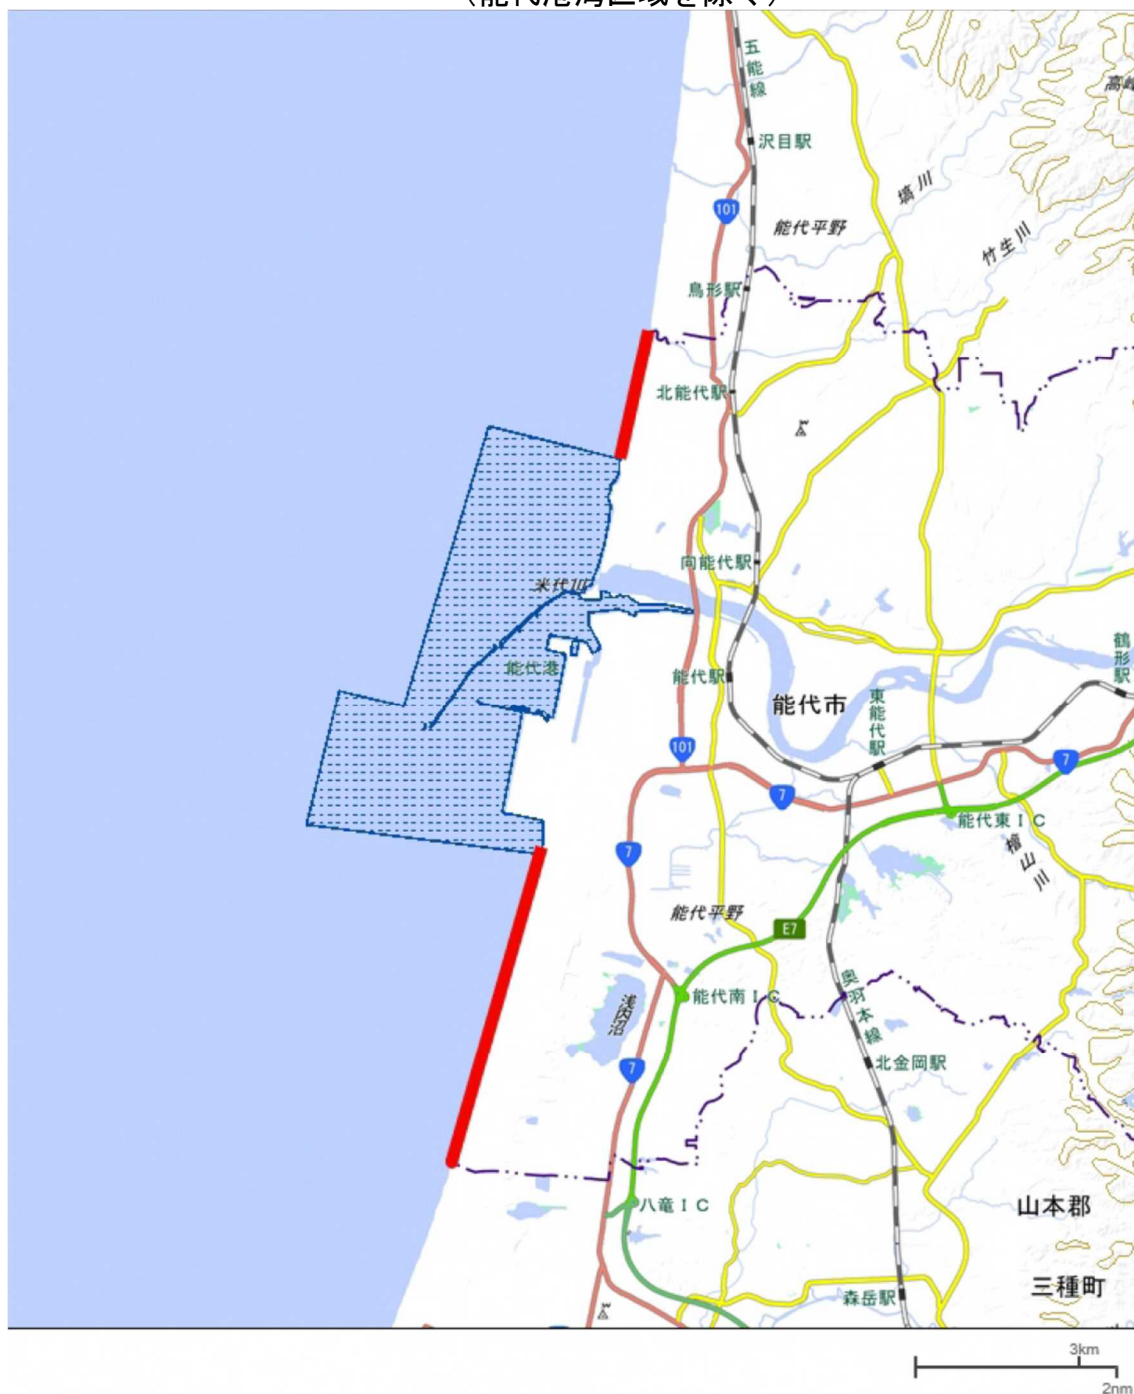 (能代港湾区域を除く)
五能線
高峰
沢目駅
塙川
101
能代平野
竹生川
鳥形駅
北能代駅
向能代駅
米代川
鶴形駅
能代港
能代駅
能代市
東能代駅
101
7
7
能代東IC
檜山川
7
能代平野
E7
奥羽本線
能代南IC
浅内沼
北金岡駅
7
八竜IC
山本郡
三種町
森岳駅
3km
2nm